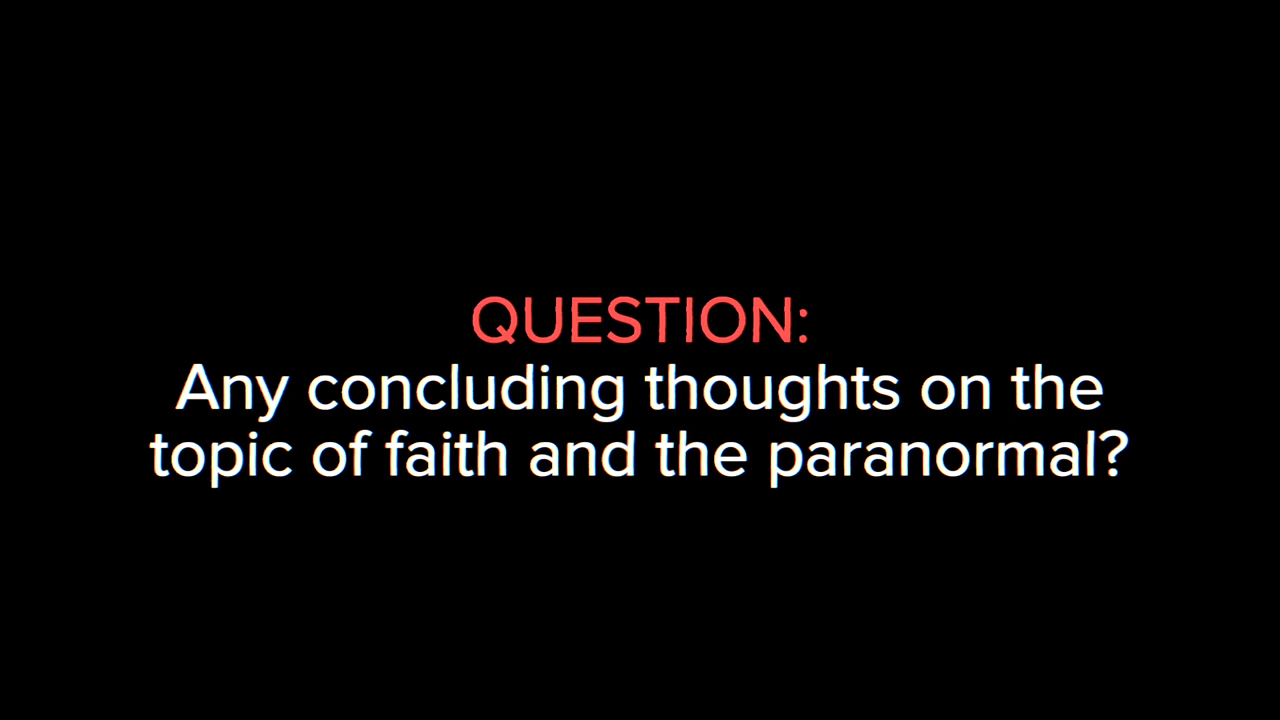 QUESTION:
Any concluding thoughts on the
topic of faith and the paranormal?